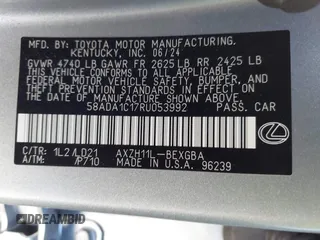 MFD. BY: TOYOTA MOTOR MANUFACTURING,
KENTUCKY, INC. 06/24
GVWR 4740 LB GAWR FR 2625 LB RR 2425 LB
THIS VEHICLE CONFORMS TO ALL APPLICABLE
FEDERAL MOTOR VEHICLE SAFETY, BUMPER,
AND THEFT PREVENTION STANDARDS IN EFFECT
ON THE DATE OF MANUFACTURE SHOWN ABOVE.
58ADA1C17RU053992 PASS. CAR
C/TR: 1L2/LD21 AXZH11L-BEXGBA
A/TM: /P710 MADE IN U.S.A. 96239
LEXUS
DREAMBID